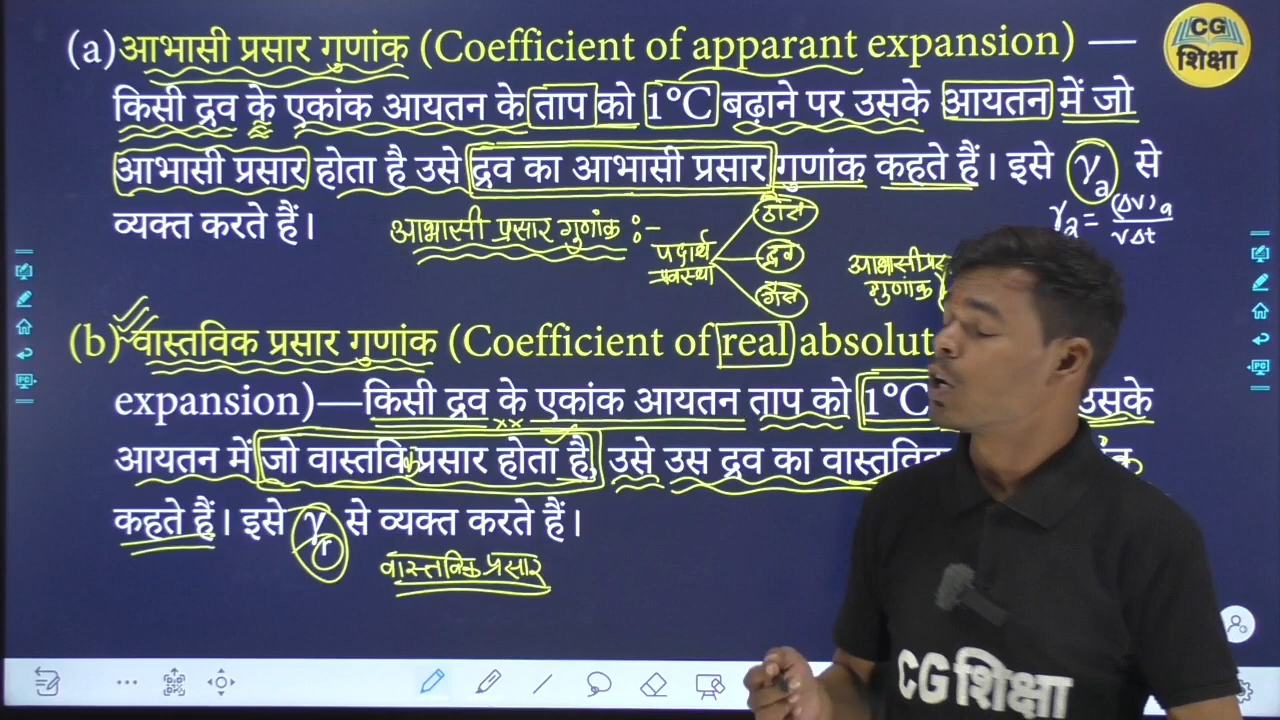 (a) आभासी प्रसार गुणांक (Coefficient of apparant expansion) —
CG
शिक्षा
किसी द्रव के एकांक आयतन के ताप को 1°C बढ़ाने पर उसके आयतन में जो
आभासी प्रसार होता है उसे द्रव का आभासी प्रसार गुणांक कहते हैं। इसे γa से
व्यक्त करते हैं।
γa = (ΔV)a / VΔt
आभासी प्रसार गुणांक :-
पदार्थ
अवस्था
ठोस
द्रव
गैस
गुणांक
(b) वास्तविक प्रसार गुणांक (Coefficient of real absolut
expansion)—किसी द्रव के एकांक आयतन ताप को 1°C उसके
आयतन में जो वास्तवि क प्रसार होता है, उसे उस द्रव का
कहते हैं। इसे γr से व्यक्त करते हैं।
वास्तविक प्रसार
CG शिक्षा